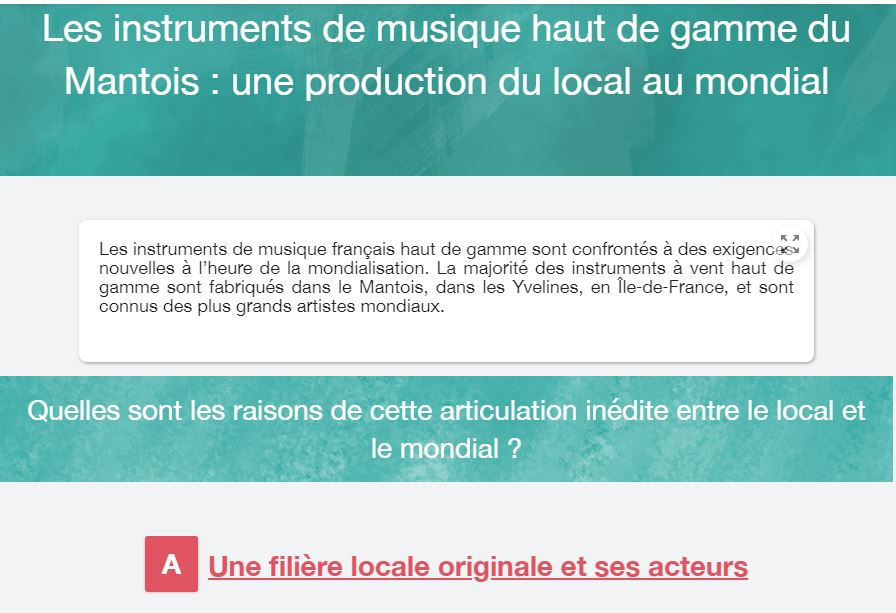 Les instruments de musique haut de gamme du
Mantois : une production du local au mondial
Les instruments de musique français haut de gamme sont confrontés à des exigences
nouvelles à l'heure de la mondialisation. La majorité des instruments à vent haut de
gamme sont fabriqués dans le Mantois, dans les Yvelines, en Île-de-France, et sont
connus des plus grands artistes mondiaux.
Quelles sont les raisons de cette articulation inédite entre le local et
le mondial ?
A Une filière locale originale et ses acteurs